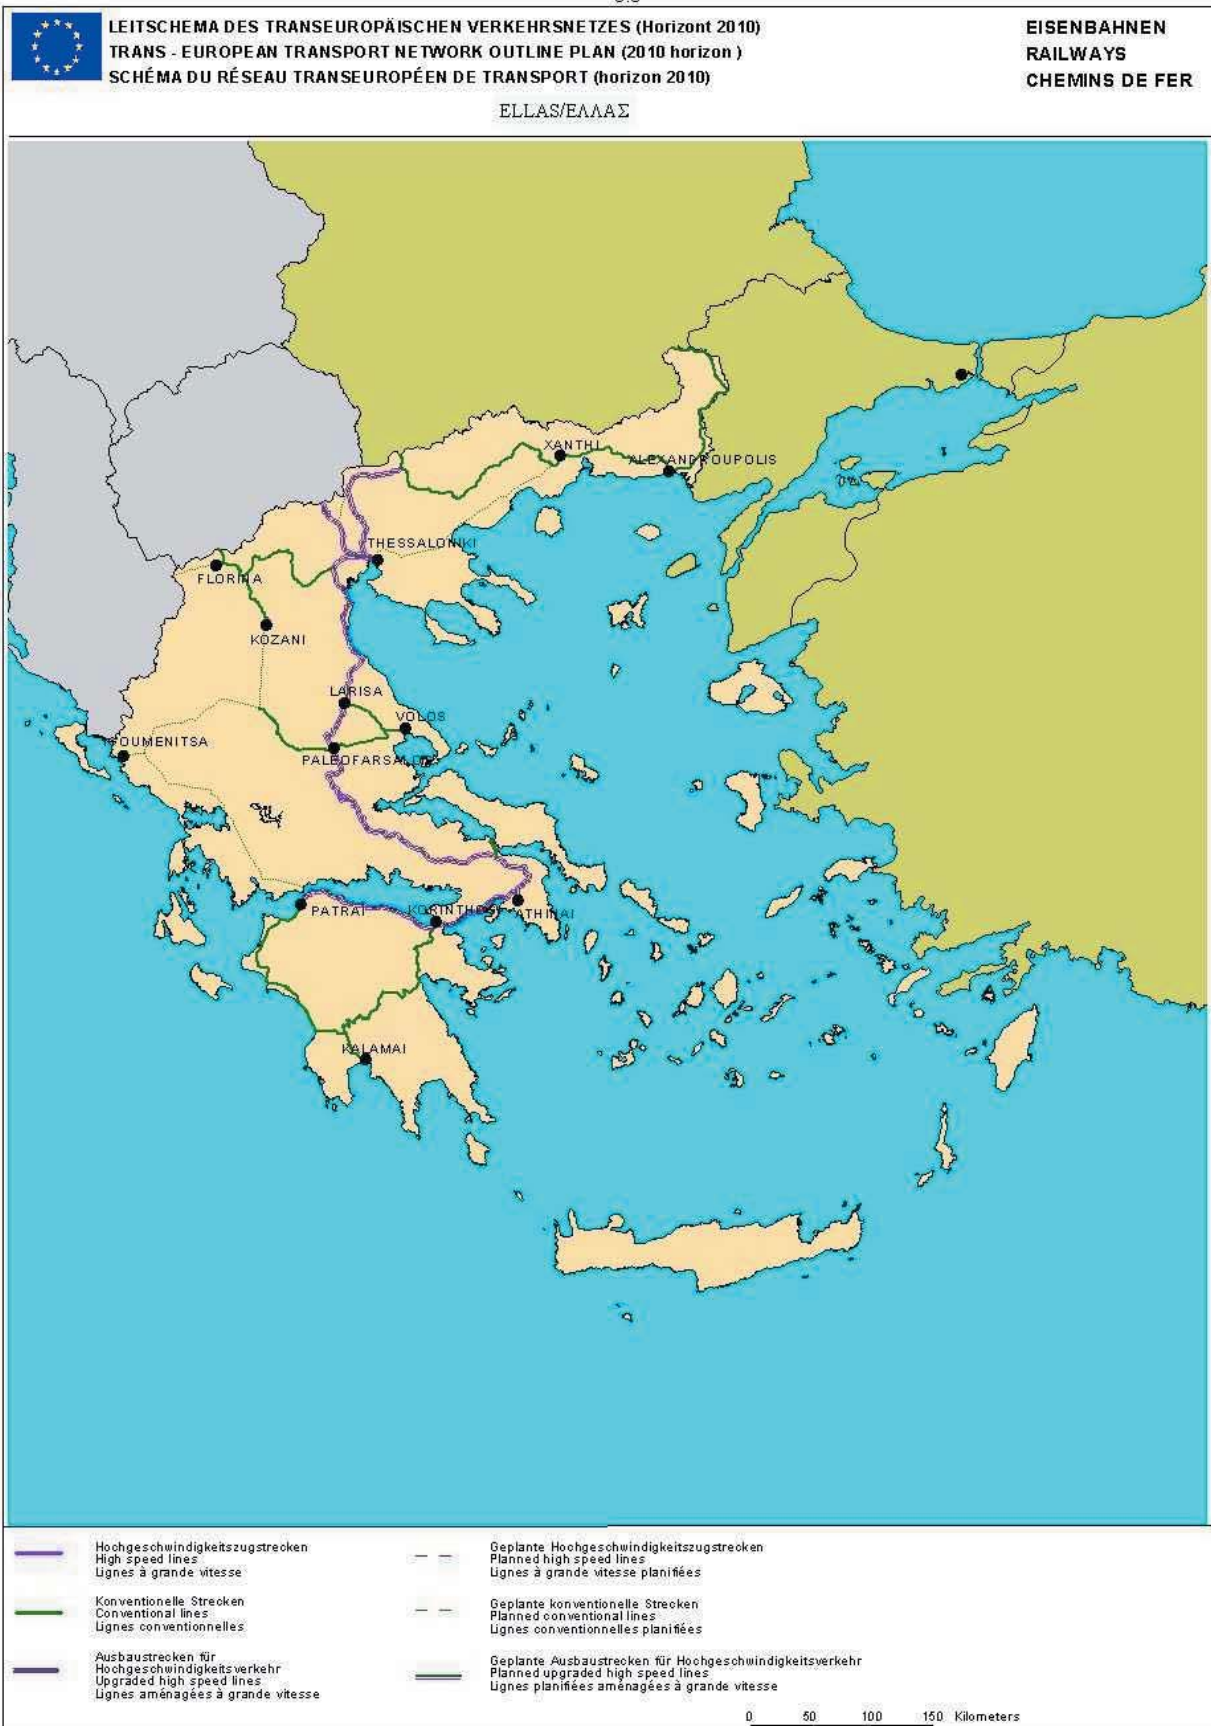 LEITSCHEMA DES TRANSEUROPÄISCHEN VERKEHRSNETZES (Horizont 2010)
TRANS - EUROPEAN TRANSPORT NETWORK OUTLINE PLAN (2010 horizon )
SCHÉMA DU RÉSEAU TRANSEUROPÉEN DE TRANSPORT (horizon 2010)
EISENBAHNEN
RAILWAYS
CHEMINS DE FER
ELLAS/ΕΛΛΑΣ
XANTHI
ALEXANDROUPOLIS
THESSALONIKI
FLORINA
KOZANI
LARISA
VOLOS
IGOUMENITSA
PALEOFARSALOS
PATRAI
KORINTHOS
ATHINAI
KALAMAI
Hochgeschwindigkeitszugstrecken
High speed lines
Lignes à grande vitesse
Konventionelle Strecken
Conventional lines
Lignes conventionnelles
Ausbaustrecken für
Hochgeschwindigkeitsverkehr
Upgraded high speed lines
Lignes aménagées à grande vitesse
Geplante Hochgeschwindigkeitszugstrecken
Planned high speed lines
Lignes à grande vitesse planifiées
Geplante konventionelle Strecken
Planned conventional lines
Lignes conventionnelles planifiées
Geplante Ausbaustrecken für Hochgeschwindigkeitsverkehr
Planned upgraded high speed lines
Lignes planifiées aménagées à grande vitesse
0 50 100 150 Kilometers